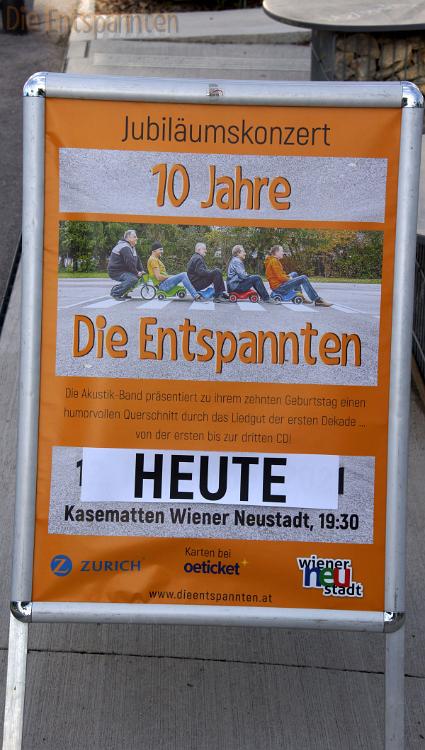 Die Entspannten
Jubiläumskonzert
10 Jahre
Die Entspannten
Die Akustik-Band präsentiert zu ihrem zehnten Geburtstag einen
humorvollen Querschnitt durch das Liedgut der ersten Dekade ...
von der ersten bis zur dritten CD!
HEUTE
Kasematten Wiener Neustadt, 19:30
Z ZURICH
Karten bei
oeticket
wiener
neu
stadt
www.dieentspannten.at